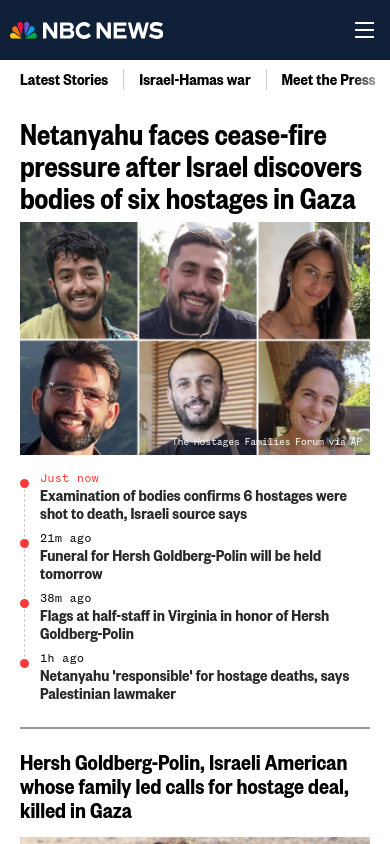 NBC NEWS
Latest Stories
Israel-Hamas war
Meet the Press
Netanyahu faces cease-fire
pressure after Israel discovers
bodies of six hostages in Gaza
The Hostages Families Forum via AP
Just now
Examination of bodies confirms 6 hostages were
shot to death, Israeli source says
21m ago
Funeral for Hersh Goldberg-Polin will be held
tomorrow
38m ago
Flags at half-staff in Virginia in honor of Hersh
Goldberg-Polin
1h ago
Netanyahu 'responsible' for hostage deaths, says
Palestinian lawmaker
Hersh Goldberg-Polin, Israeli American
whose family led calls for hostage deal,
killed in Gaza